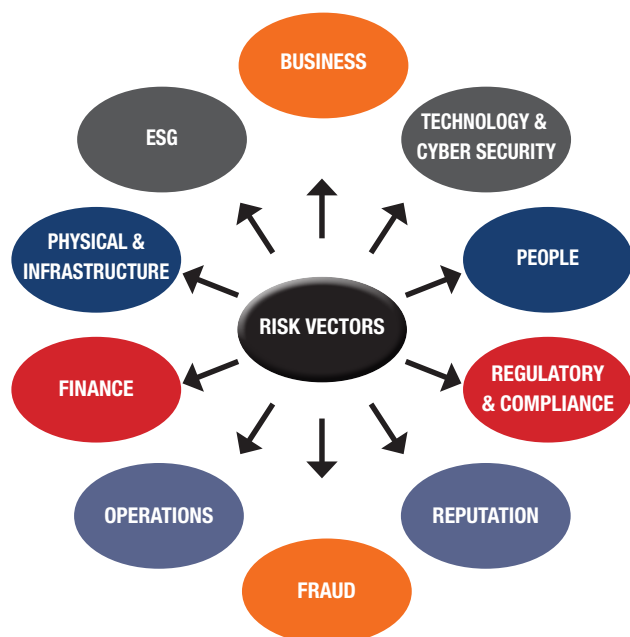 BUSINESS
ESG
TECHNOLOGY &
CYBER SECURITY
PHYSICAL &
INFRASTRUCTURE
PEOPLE
RISK VECTORS
FINANCE
REGULATORY
& COMPLIANCE
OPERATIONS
REPUTATION
FRAUD